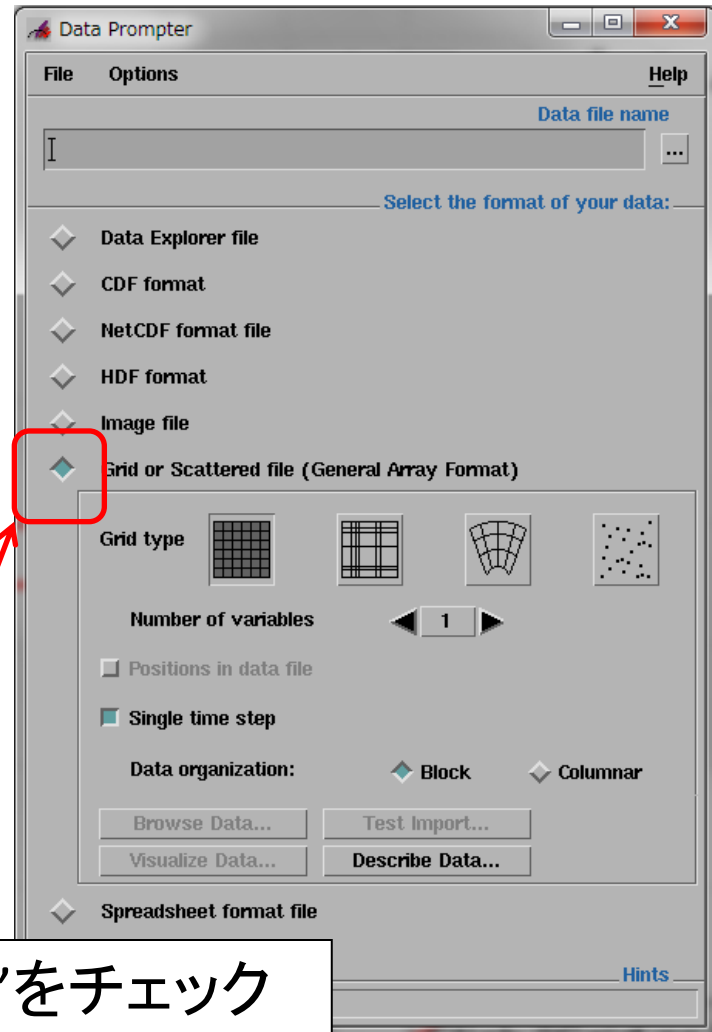 Data Prompter
File Options Help
Data file name
...
Select the format of your data:
Data Explorer file
CDF format
NetCDF format file
HDF format
Image file
Grid or Scattered file (General Array Format)
Grid type
Number of variables 1
Positions in data file
Single time step
Data organization: Block Columnar
Browse Data... Test Import...
Visualize Data... Describe Data...
Spreadsheet format file
"をチェック
Hints